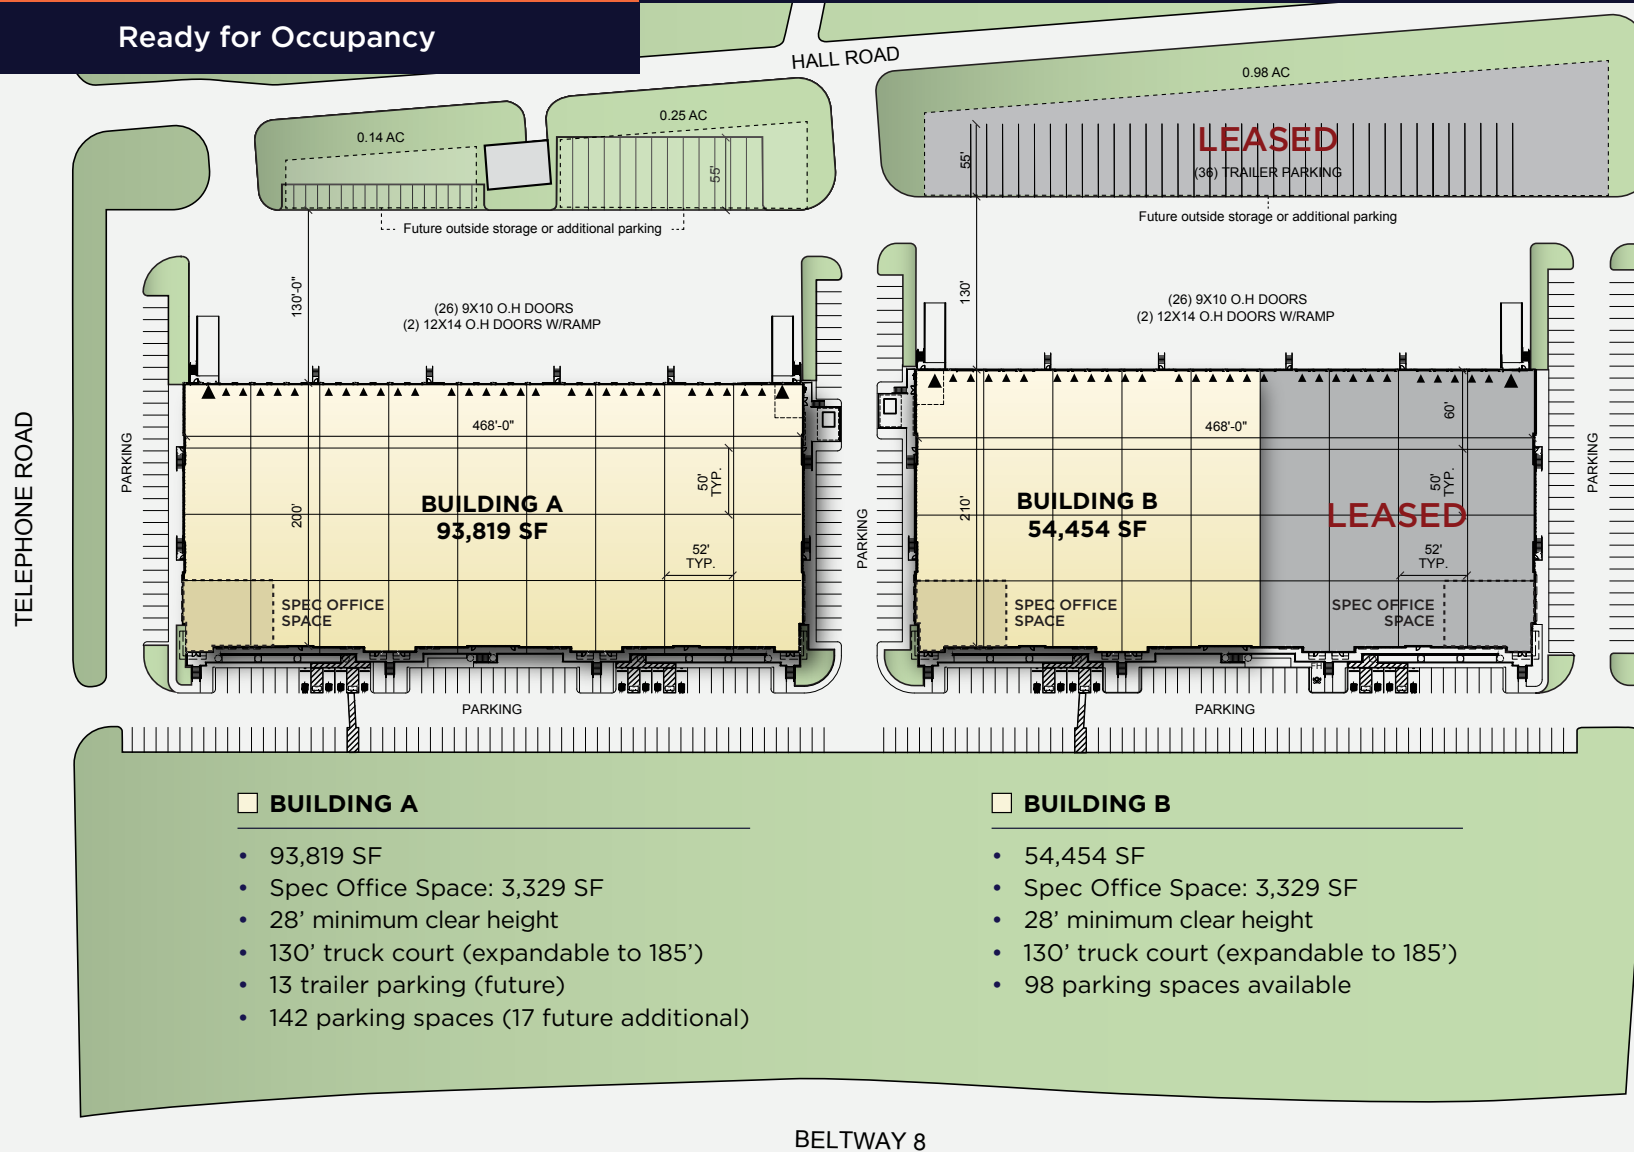 Ready for Occupancy
HALL ROAD
0.98 AC
0.25 AC
0.14 AC
LEASED
(36) TRAILER PARKING
55'
55'
Future outside storage or additional parking
Future outside storage or additional parking
130'-0"
130'
(26) 9X10 O.H DOORS
(2) 12X14 O.H DOORS W/RAMP
(26) 9X10 O.H DOORS
(2) 12X14 O.H DOORS W/RAMP
TELEPHONE ROAD
PARKING
468'-0"
200'
50'
TYP.
BUILDING A
93,819 SF
52'
TYP.
SPEC OFFICE
SPACE
PARKING
PARKING
468'-0"
60'
210'
50'
TYP.
BUILDING B
54,454 SF
LEASED
52'
TYP.
SPEC OFFICE
SPACE
SPEC OFFICE
SPACE
PARKING
FH
PARKING
BUILDING A
• 93,819 SF
• Spec Office Space: 3,329 SF
• 28’ minimum clear height
• 130’ truck court (expandable to 185’)
• 13 trailer parking (future)
• 142 parking spaces (17 future additional)
BUILDING B
• 54,454 SF
• Spec Office Space: 3,329 SF
• 28’ minimum clear height
• 130’ truck court (expandable to 185’)
• 98 parking spaces available
BELTWAY 8